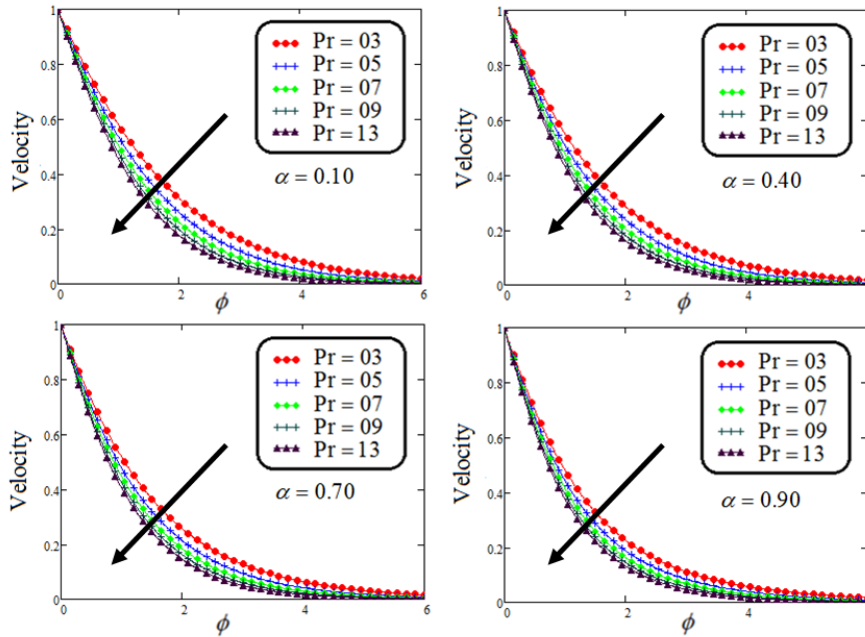 1
0.8
0.6
0.4
0.2
0
Velocity
0
2
4
6
ϕ
Pr = 03
Pr = 05
Pr = 07
Pr = 09
Pr = 13
α = 0.10
1
0.8
0.6
0.4
0.2
0
Velocity
0
2
4
ϕ
Pr = 03
Pr = 05
Pr = 07
Pr = 09
Pr = 13
α = 0.40
1
0.8
0.6
0.4
0.2
0
Velocity
0
2
4
6
ϕ
Pr = 03
Pr = 05
Pr = 07
Pr = 09
Pr = 13
α = 0.70
1
0.8
0.6
0.4
0.2
0
Velocity
0
2
4
ϕ
Pr = 03
Pr = 05
Pr = 07
Pr = 09
Pr = 13
α = 0.90